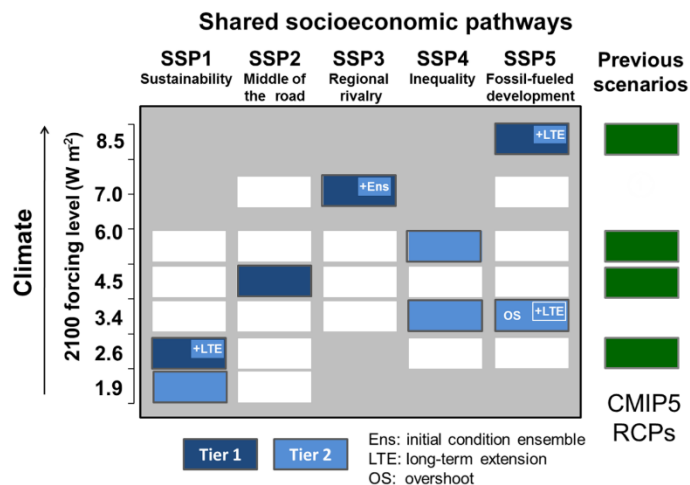 Shared socioeconomic pathways
SSP1 SSP2 SSP3 SSP4 SSP5
Sustainability Middle of the road Regional rivalry Inequality Fossil-fueled development
Previous scenarios
Climate
2100 forcing level (W m⁻²)
8.5
+LTE
7.0
+Ens
6.0
4.5
3.4
OS +LTE
2.6
+LTE
1.9
CMIP5
RCPs
Tier 1
Tier 2
Ens: initial condition ensemble
LTE: long-term extension
OS: overshoot